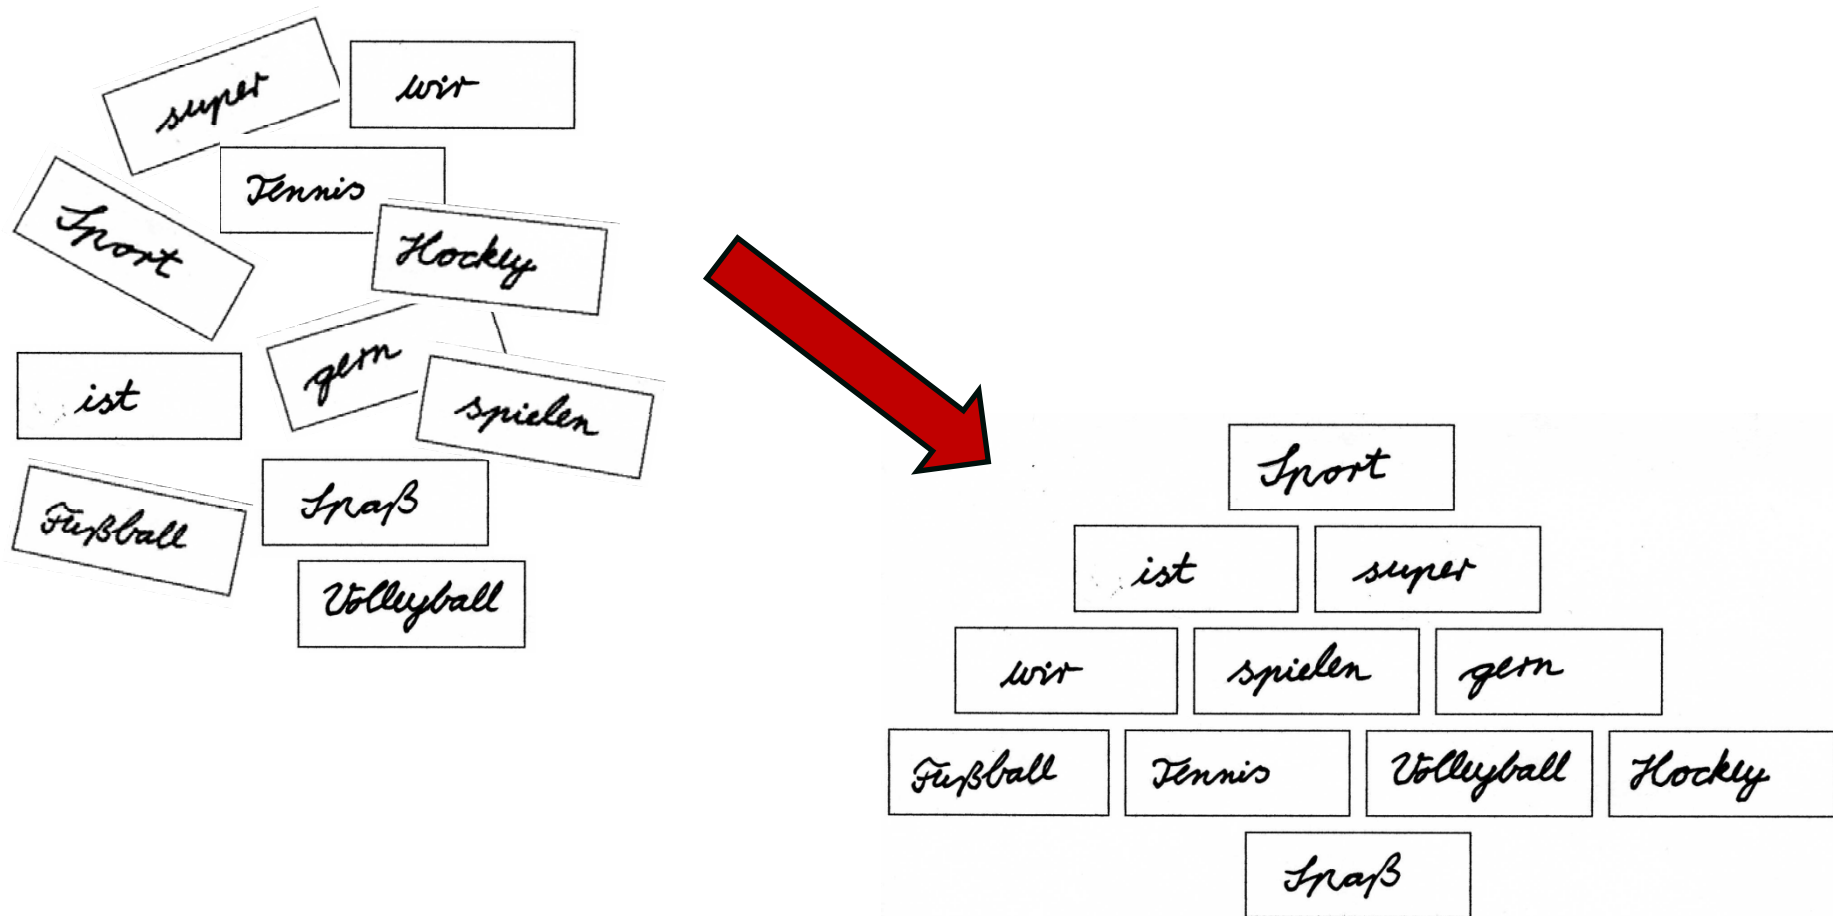 super wir
Tennis
Sport Hockey
gern
ist spielen
Spaß
Fußball
Volleyball
Sport
ist super
wir spielen gern
Fußball Tennis Volleyball Hockey
Spaß